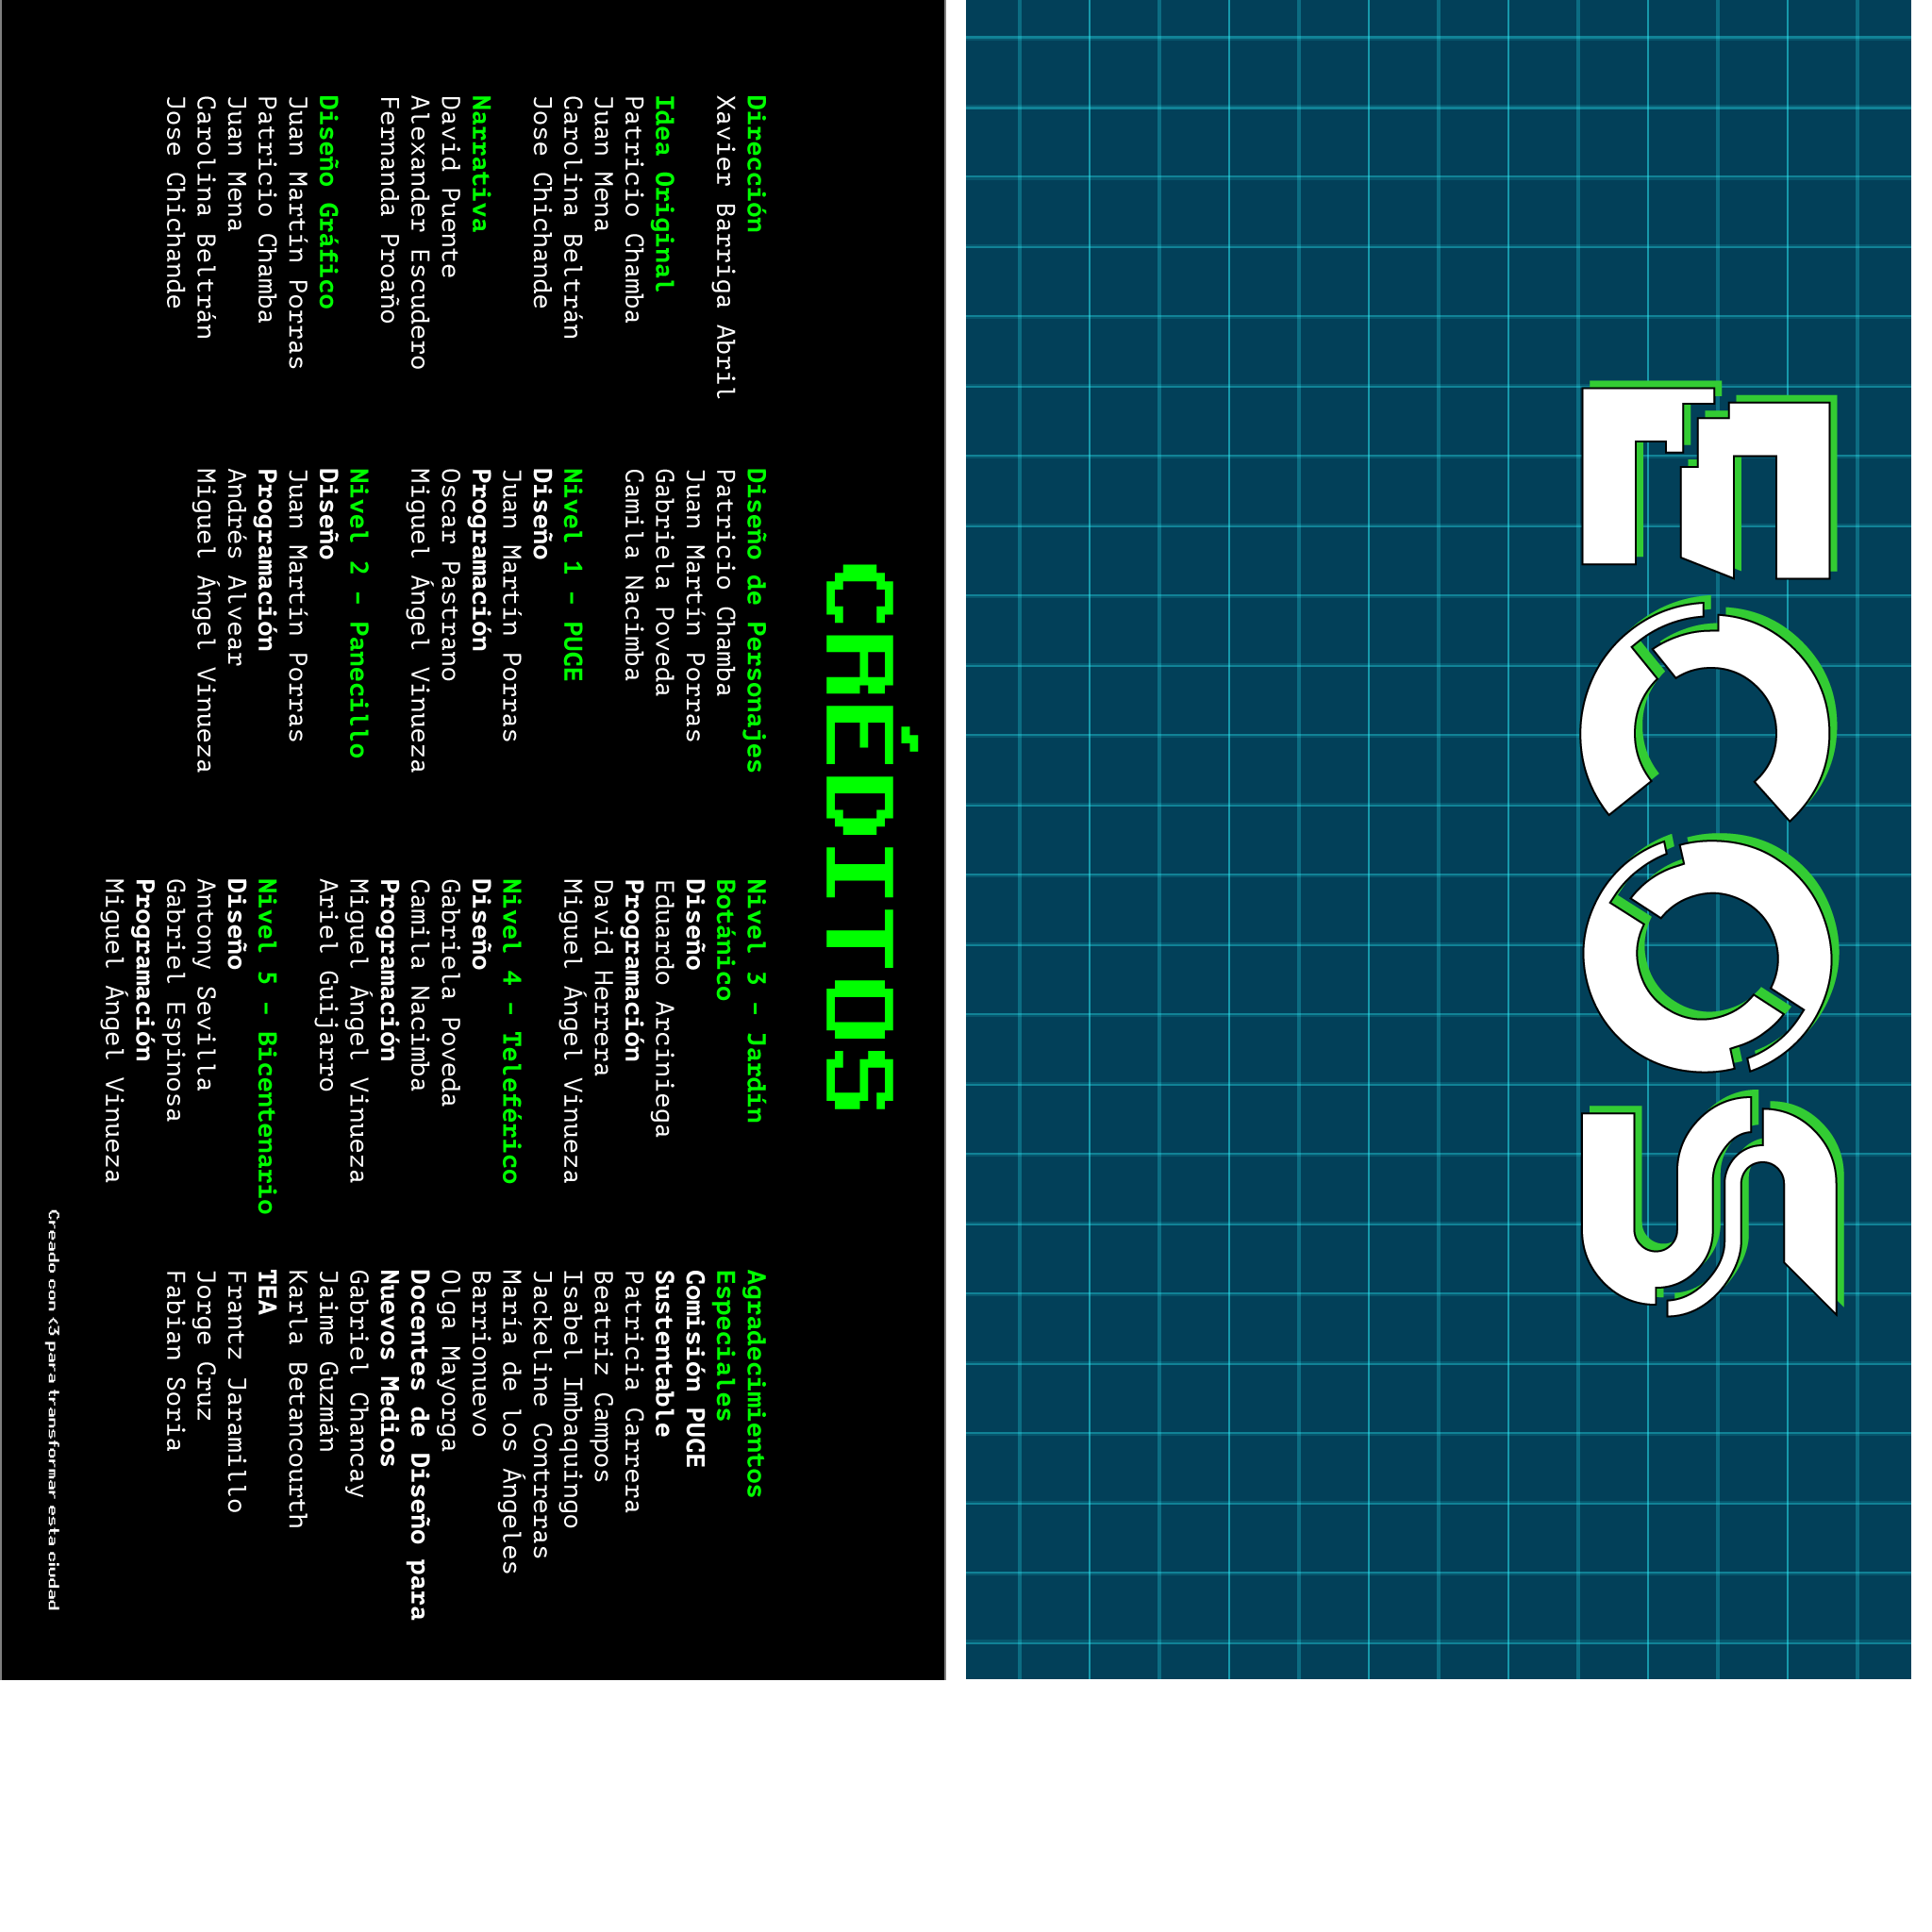 CRÉDITOS
Dirección
Xavier Barriga Abril
Idea Original
Patricio Chamba
Juan Mena
Carolina Beltrán
Jose Chichande
Narrativa
David Puente
Alexander Escudero
Fernanda Proaño
Diseño Gráfico
Juan Martín Porras
Patricio Chamba
Juan Mena
Carolina Beltrán
Jose Chichande
Diseño de Personajes
Patricio Chamba
Juan Martín Porras
Gabriela Poveda
Camila Nacimba
Nivel 1 - PUCE
Diseño
Juan Martín Porras
Programación
Oscar Pastrano
Miguel Ángel Vinueza
Nivel 2 - Panecillo
Diseño
Juan Martín Porras
Programación
Andrés Alvear
Miguel Ángel Vinueza
Nivel 3 - Jardín
Botánico
Diseño
Eduardo Arciniega
Programación
David Herrera
Miguel Ángel Vinueza
Nivel 4 - Teleférico
Diseño
Gabriela Poveda
Camila Nacimba
Programación
Miguel Ángel Vinueza
Ariel Guijarro
Nivel 5 - Bicentenario
Diseño
Antony Sevilla
Gabriel Espinosa
Programación
Miguel Ángel Vinueza
Agradecimientos
Especiales
Comisión PUCE
Sustentable
Patricia Carrera
Beatriz Campos
Isabel Imbaquingo
Jackeline Contreras
María de los Ángeles
Barrionuevo
Olga Mayorga
Docentes de Diseño para
Nuevos Medios
Gabriel Chancay
Jaime Guzmán
Karla Betancourth
TEA
Frantz Jaramillo
Jorge Cruz
Fabian Soria
Creado con <3 para transformar esta ciudad
ECOS